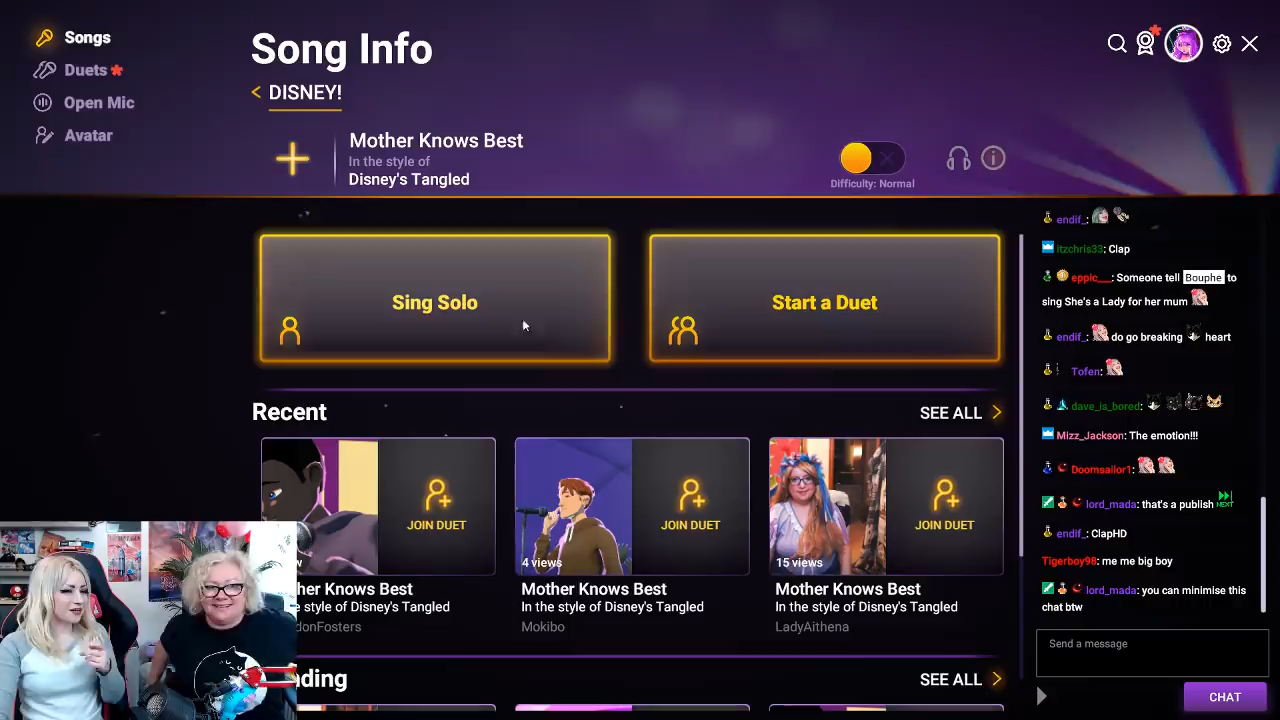 Songs
Duets
Open Mic
Avatar
Song Info
< DISNEY!
Mother Knows Best
In the style of
Disney's Tangled
Difficulty: Normal
Sing Solo
Start a Duet
Recent
SEE ALL >
JOIN DUET
JOIN DUET
4 views
JOIN DUET
15 views
ther Knows Best
e style of Disney's Tangled
donFosters
Mother Knows Best
In the style of Disney's Tangled
Mokibo
Mother Knows Best
In the style of Disney's Tangled
LadyAithena
nding
SEE ALL >
endif_:
itzchris33: Clap
eppic___: Someone tell Bouphe to
sing She's a Lady for her mum
endif_: do go breaking heart
Tofen:
dave_is_bored:
Mizz_Jackson: The emotion!!!
Doomsailor1:
lord_mada: that's a publish NEXT
endif_: ClapHD
Tigerboy98: me me big boy
lord_mada: you can minimise this
chat btw
Send a message
CHAT